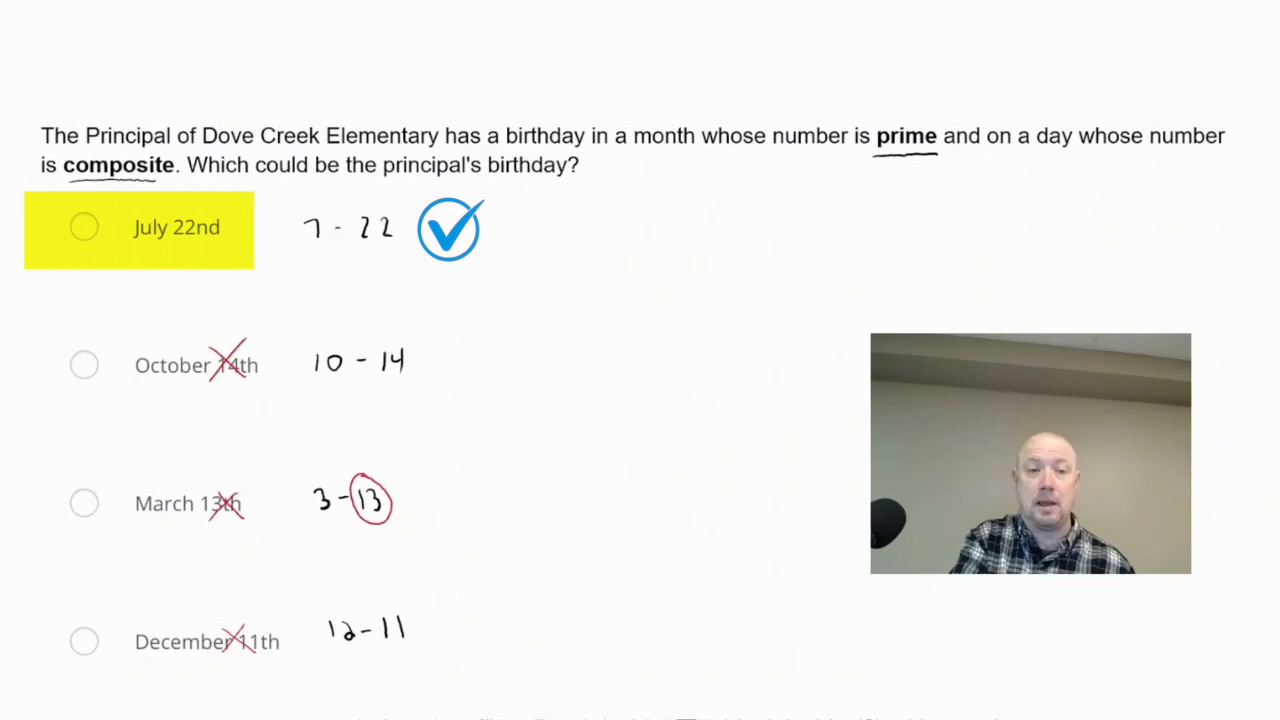 The Principal of Dove Creek Elementary has a birthday in a month whose number is prime and on a day whose number
is composite. Which could be the principal's birthday?
July 22nd 7 - 22
October 14th 10 - 14
March 13th 3 - 13
December 11th 12 - 11